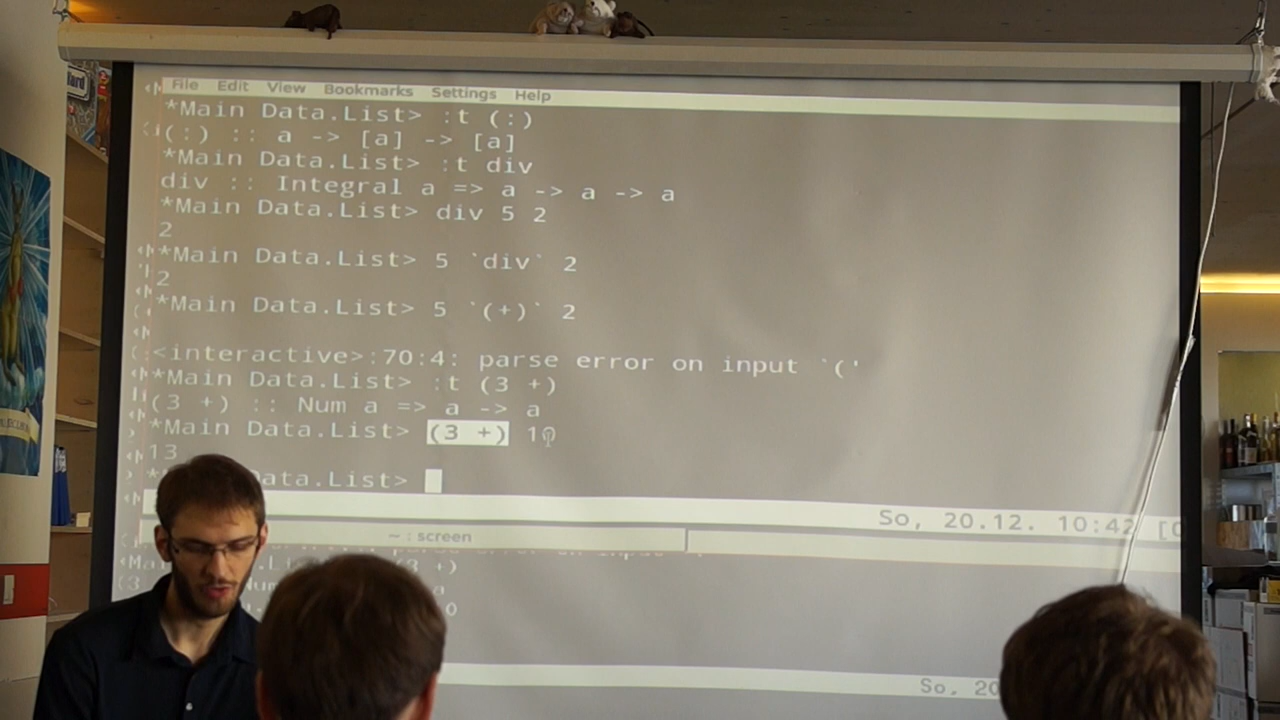 File Edit View Bookmarks Settings Help
*Main Data.List> :t (:)
(:) :: a -> [a] -> [a]
*Main Data.List> :t div
div :: Integral a => a -> a -> a
*Main Data.List> div 5 2
2
*Main Data.List> 5 `div` 2
2
*Main Data.List> 5 `(+)` 2
<interactive>:70:4: parse error on input `('
*Main Data.List> :t (3 +)
(3 +) :: Num a => a -> a
*Main Data.List> (3 +) 10
13
ata.List>
So, 20.12. 10:42
~ : screen
So, 20